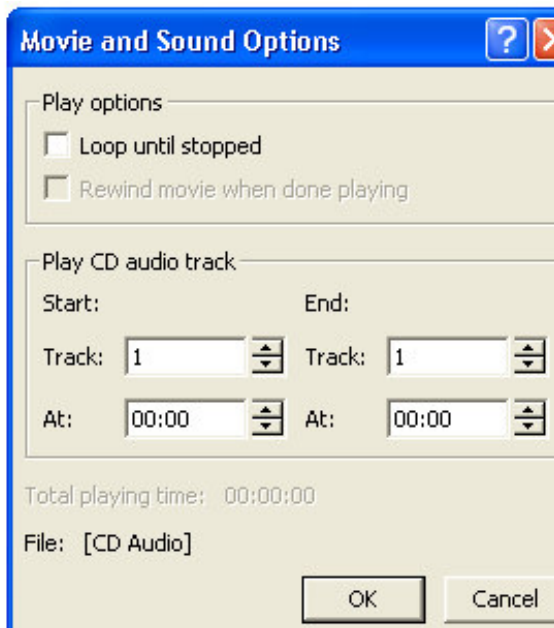 Movie and Sound Options ?
Play options
Loop until stopped
Rewind movie when done playing
Play CD audio track
Start: End:
Track: 1 Track: 1
At: 00:00 At: 00:00
Total playing time: 00:00:00
File: [CD Audio]
OK Cancel